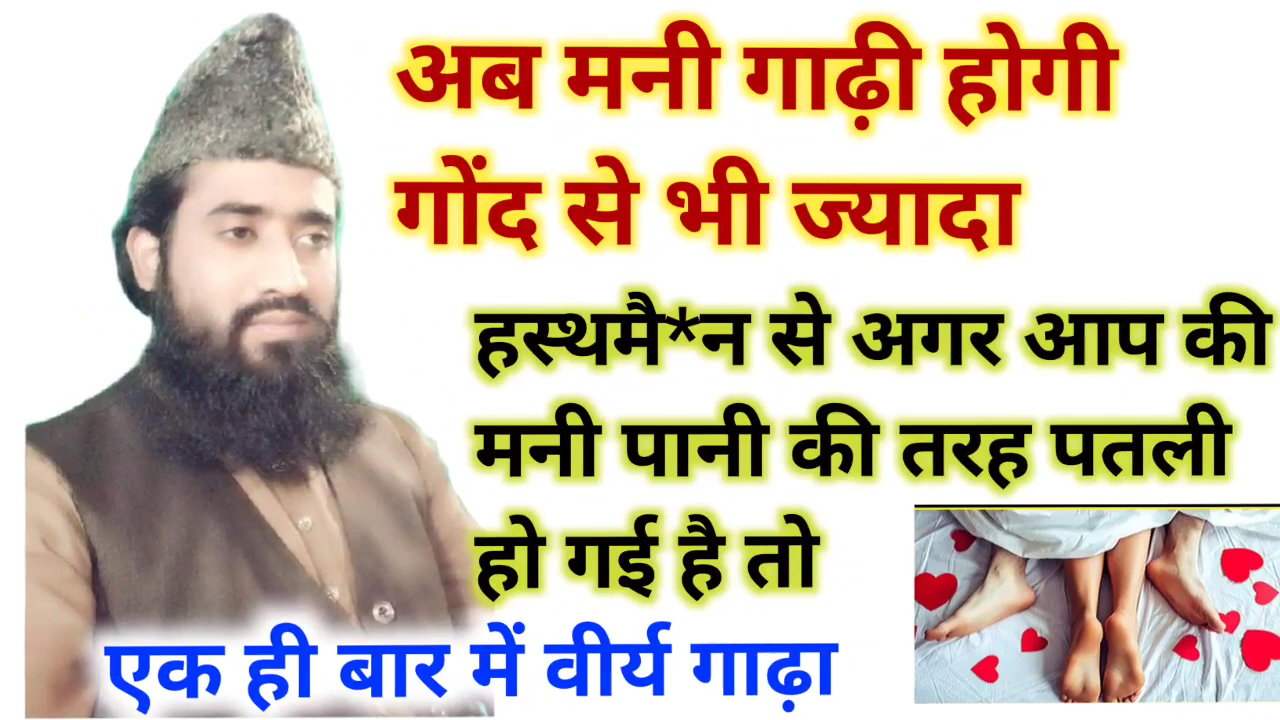 अब मनी गाढ़ी होगी
गोंद से भी ज्यादा
हस्थमै*न से अगर आप की
मनी पानी की तरह पतली
हो गई है तो
एक ही बार में वीर्य गाढ़ा